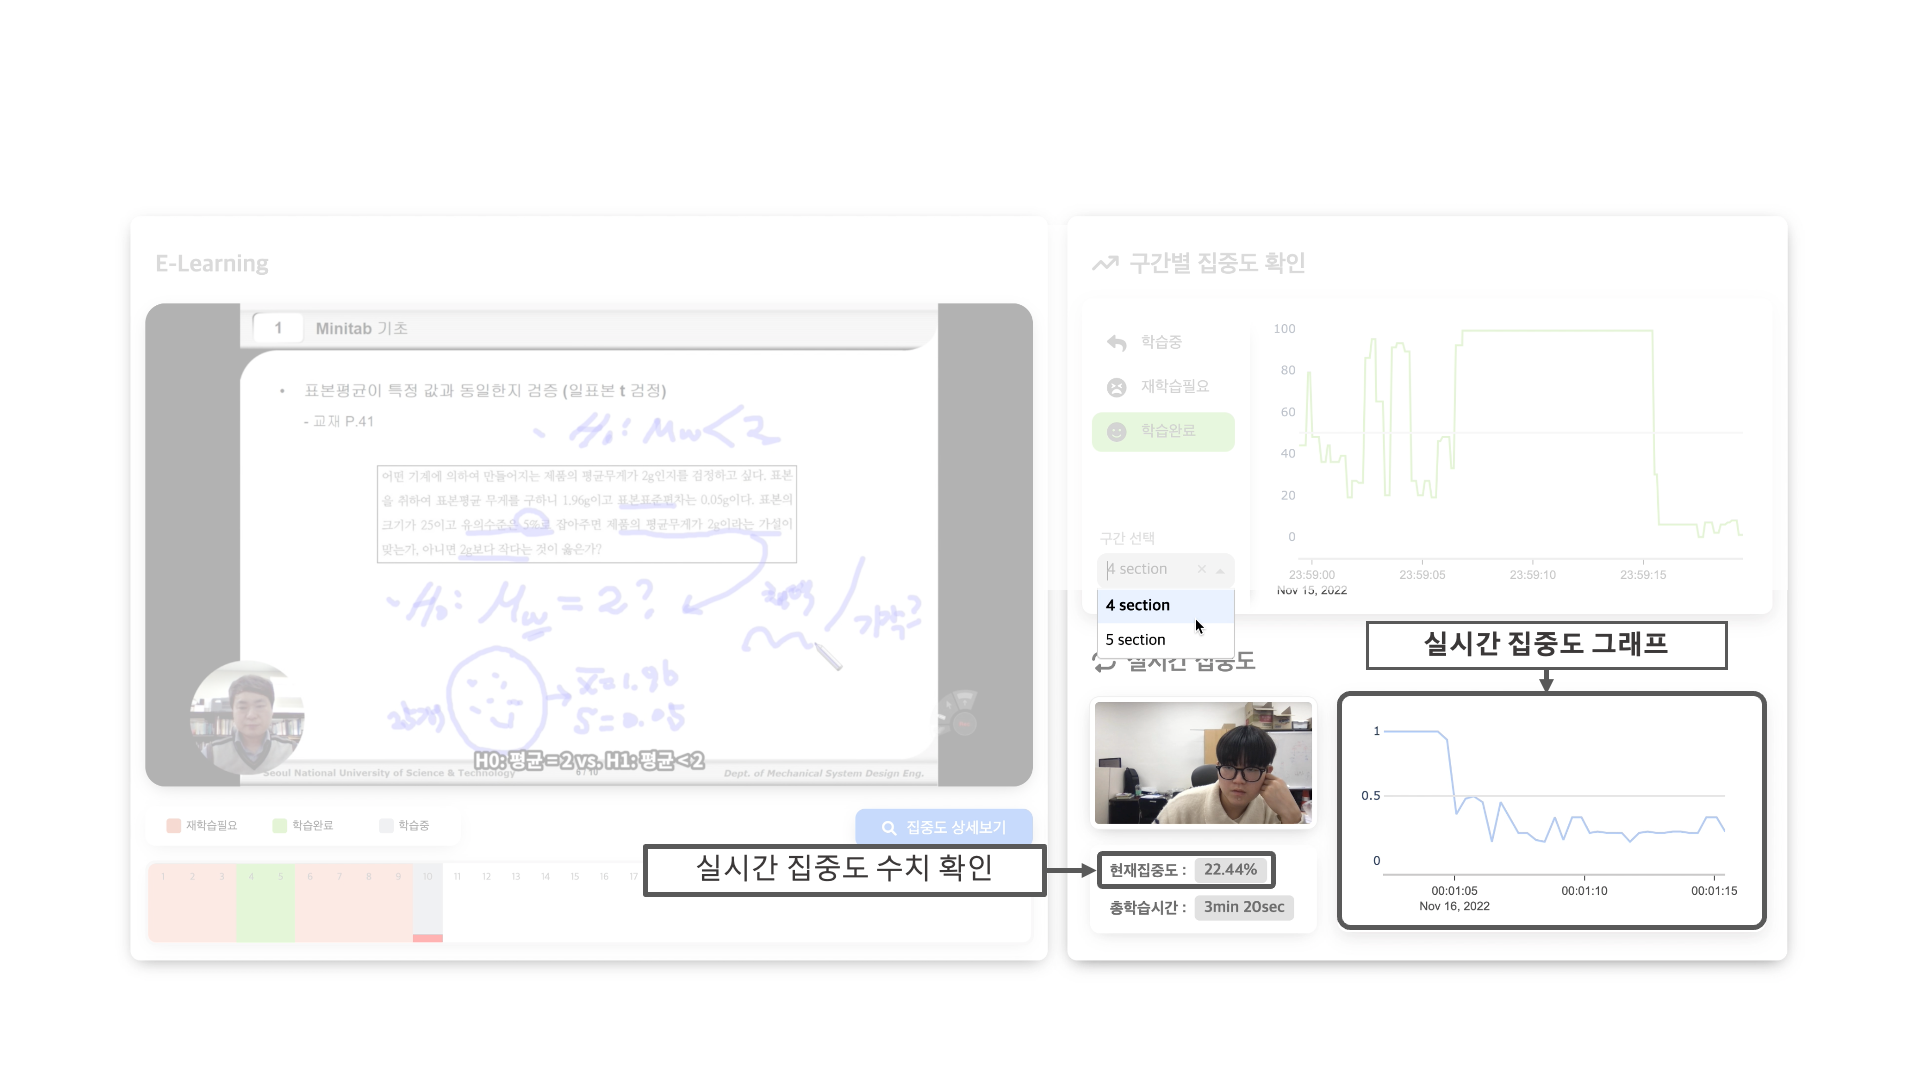 E-Learning
1
Minitab 기초
• 표본평균이 특정 값과 동일한지 검증 (일표본 t 검정)
- 교재 P.41
H₁: μw<2
어떤 기계에 의하여 만들어지는 제품의 평균무게가 2g인지를 검정하고 싶다. 표본
을 취하여 표본평균 무게를 구하니 1.96g이고 표본표준편차는 0.05g이다. 표본의
크기가 25이고 유의수준은 5%로 잡아주면 제품의 평균무게가 2g이라는 가설이
맞는가, 아니면 2g보다 작다는 것이 옳은가?
H₀: μw = 2?
x̄=1.96
S=0.05
H0: 평균 = 2 vs. H1: 평균 < 2
Seoul National University of Science & Technology
6 / 10
Dept. of Mechanical System Design Eng.
재학습필요
학습완료
학습중
집중도 상세보기
1 2 3 4 5 6 7 8 9 10 11 12 13 14 15 16 17
실시간 집중도 수치 확인
구간별 집중도 확인
학습중
재학습필요
학습완료
구간 선택
4 section
4 section
5 section
100
80
60
40
20
0
23:59:00 23:59:05 23:59:10 23:59:15
Nov 15, 2022
실시간 집중도
실시간 집중도 그래프
현재집중도 : 22.44%
총학습시간 : 3min 20sec
1
0.5
0
00:01:05 00:01:10 00:01:15
Nov 16, 2022